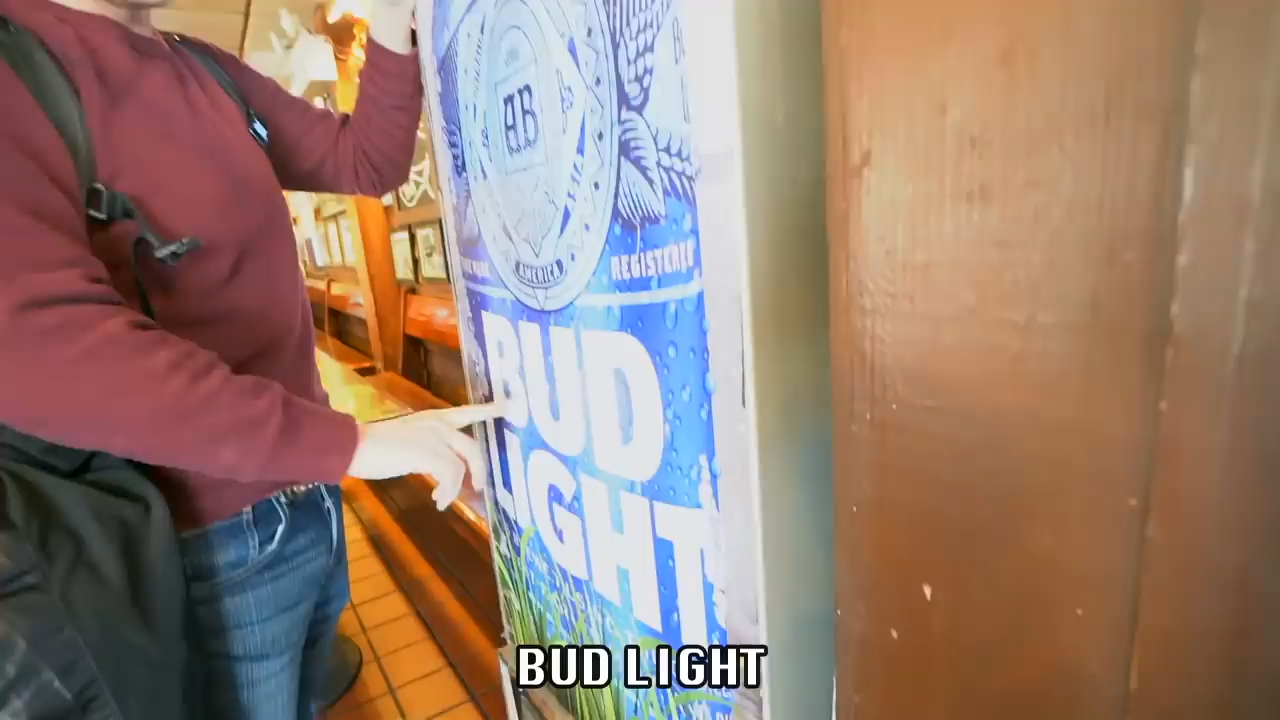 AB
AMERICA
REGISTERED
BUD
LIGHT
BUD LIGHT